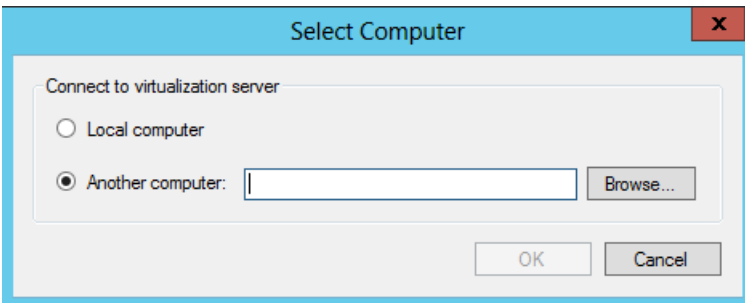 Select Computer
x
Connect to virtualization server
Local computer
Another computer:
Browse...
OK
Cancel